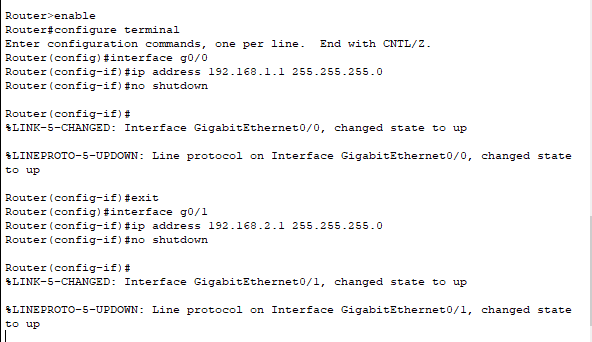 Router>enable
Router#configure terminal
Enter configuration commands, one per line.  End with CNTL/Z.
Router(config)#interface g0/0
Router(config-if)#ip address 192.168.1.1 255.255.255.0
Router(config-if)#no shutdown
Router(config-if)#
%LINK-5-CHANGED: Interface GigabitEthernet0/0, changed state to up
%LINEPROTO-5-UPDOWN: Line protocol on Interface GigabitEthernet0/0, changed state
to up
Router(config-if)#exit
Router(config)#interface g0/1
Router(config-if)#ip address 192.168.2.1 255.255.255.0
Router(config-if)#no shutdown
Router(config-if)#
%LINK-5-CHANGED: Interface GigabitEthernet0/1, changed state to up
%LINEPROTO-5-UPDOWN: Line protocol on Interface GigabitEthernet0/1, changed state
to up